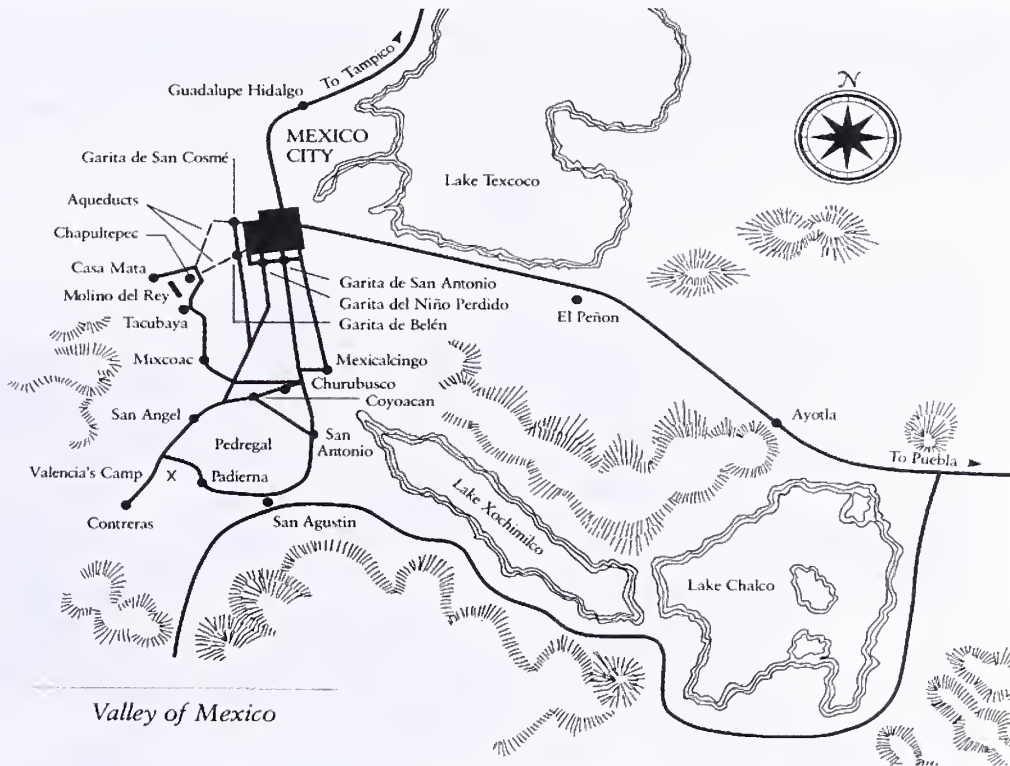 N
To Tampico
Guadalupe Hidalgo
MEXICO
CITY
Garita de San Cosmé
Lake Texcoco
Aqueducts
Chapultepec
Casa Mata
Garita de San Antonio
Molino del Rey
Garita del Niño Perdido
Tacubaya
Garita de Belén
El Peñon
Mixcoac
Mexicalcingo
Churubusco
Coyoacan
San Angel
Ayotla
Pedregal
San
Antonio
To Puebla
Valencia's Camp
X
Padierna
Lake Xochimilco
Contreras
San Agustin
Lake Chalco
Valley of Mexico